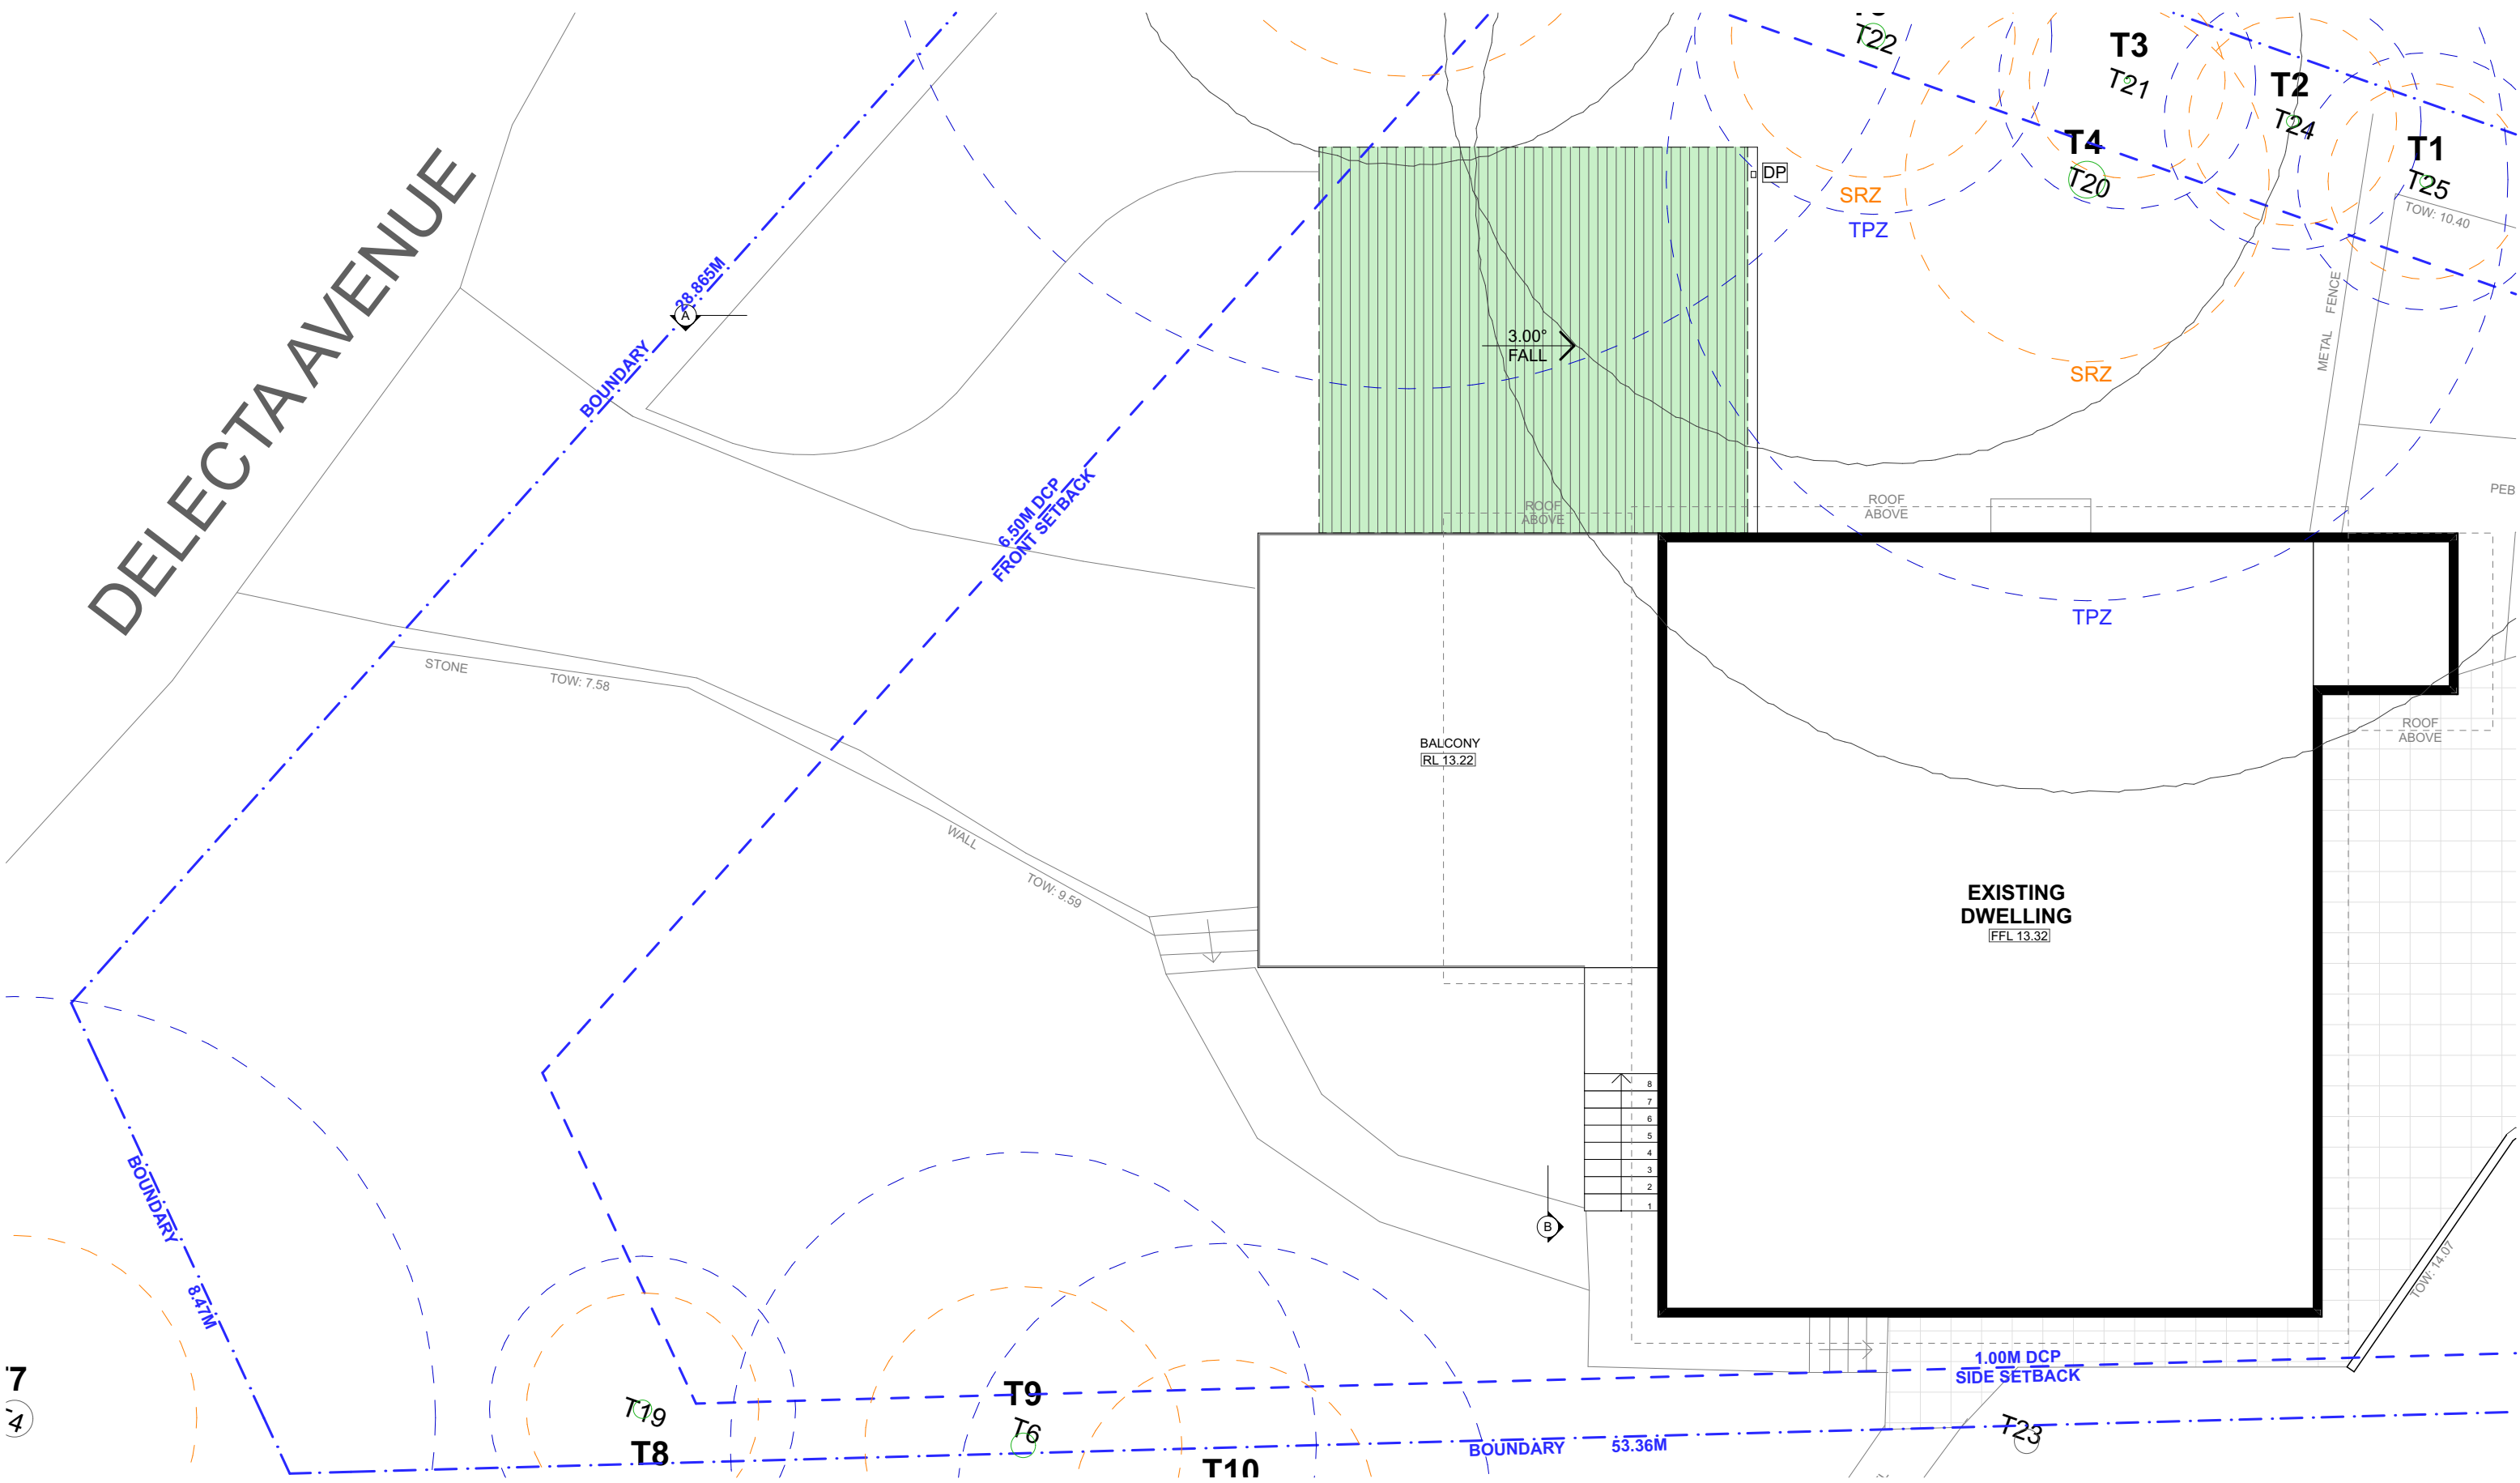 T22
T3
T21
T2
T24
T4
T20
T1
T25
TOW: 10.40
DP
SRZ
TPZ
DELECTA AVENUE
28.865M
A
BOUNDARY
METAL FENCE
3.00°
FALL
SRZ
6.50M DCP
FRONT SETBACK
ROOF
ABOVE
ROOF
ABOVE
PEB
TPZ
STONE
TOW: 7.58
BALCONY
RL 13.22
ROOF
ABOVE
WALL
TOW: 9.59
EXISTING
DWELLING
FFL 13.32
8
7
6
5
4
3
2
1
B
BOUNDARY
8.47M
TOW: 14.07
1.00M DCP
SIDE SETBACK
T7
4
T19
T8
T9
T6
T10
BOUNDARY 53.36M
T23